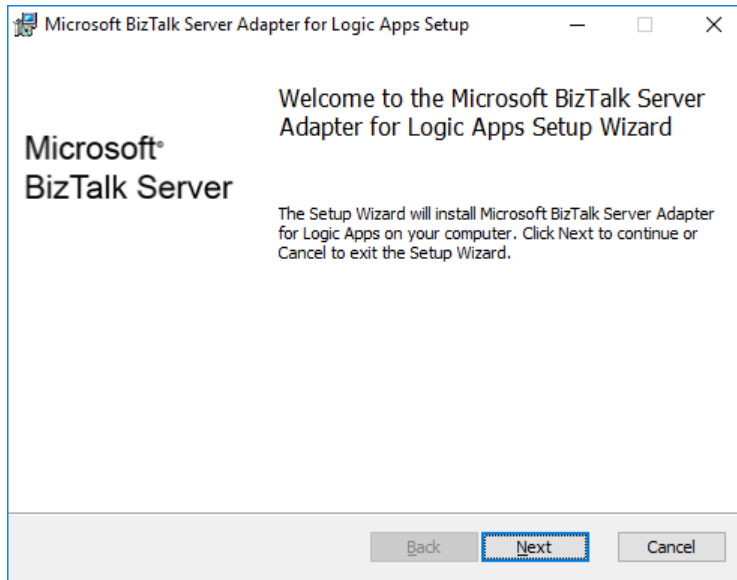 Microsoft BizTalk Server Adapter for Logic Apps Setup
Welcome to the Microsoft BizTalk Server
Adapter for Logic Apps Setup Wizard
Microsoft®
BizTalk Server
The Setup Wizard will install Microsoft BizTalk Server Adapter
for Logic Apps on your computer. Click Next to continue or
Cancel to exit the Setup Wizard.
Back
Next
Cancel